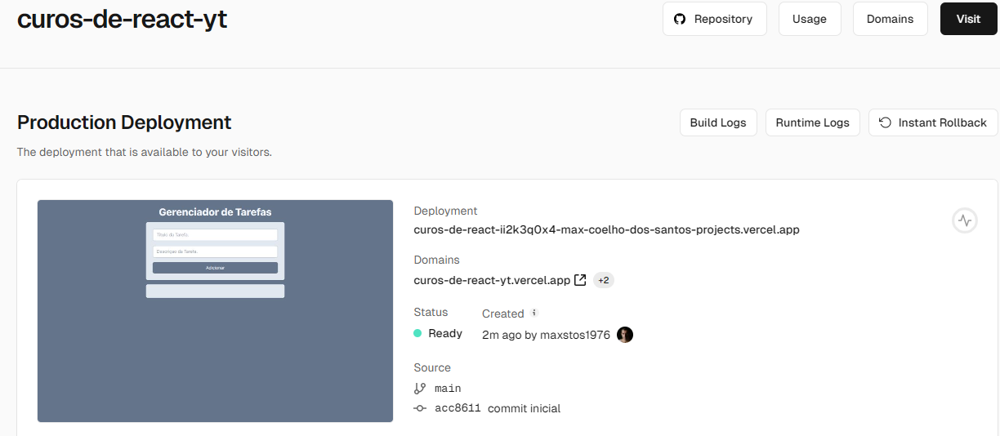 curos-de-react-yt
Repository
Usage
Domains
Visit
Production Deployment
Build Logs
Runtime Logs
Instant Rollback
The deployment that is available to your visitors.
Gerenciador de Tarefas
Título da Tarefa.
Descrição da Tarefa.
Adicionar
Deployment
curos-de-react-ii2k3q0x4-max-coelho-dos-santos-projects.vercel.app
Domains
curos-de-react-yt.vercel.app +2
Status
Created i
Ready
2m ago by maxstos1976
Source
main
acc8611 commit inicial